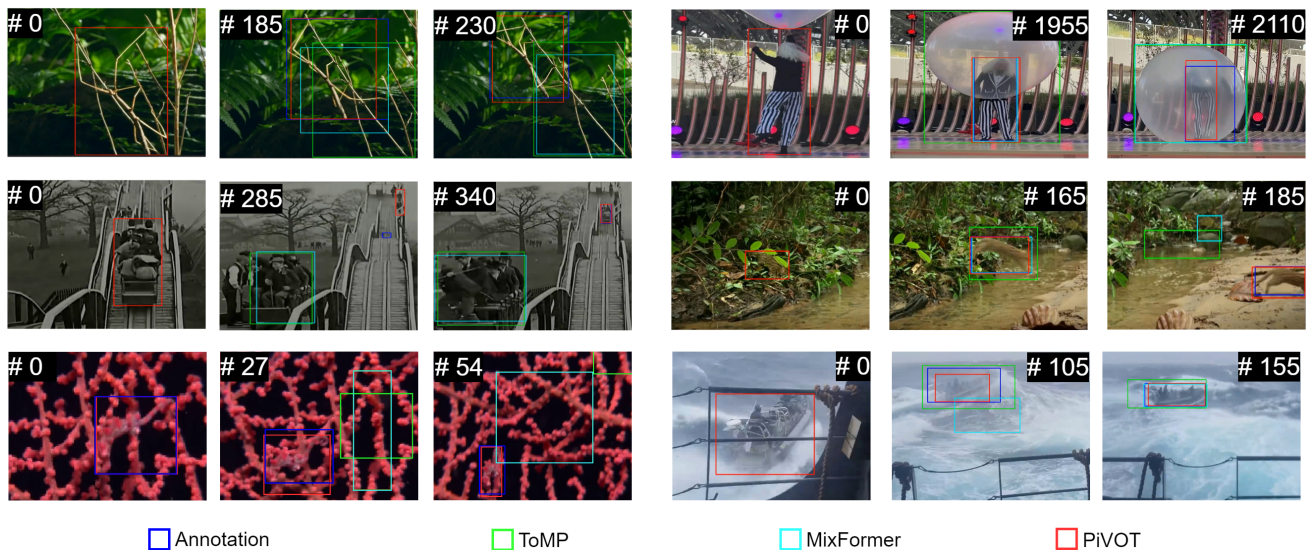 # 0 # 185 # 230 # 0 # 1955 # 2110
# 0 # 285 # 340 # 0 # 165 # 185
# 0 # 27 # 54 # 0 # 105 # 155
Annotation ToMP MixFormer PiVOT